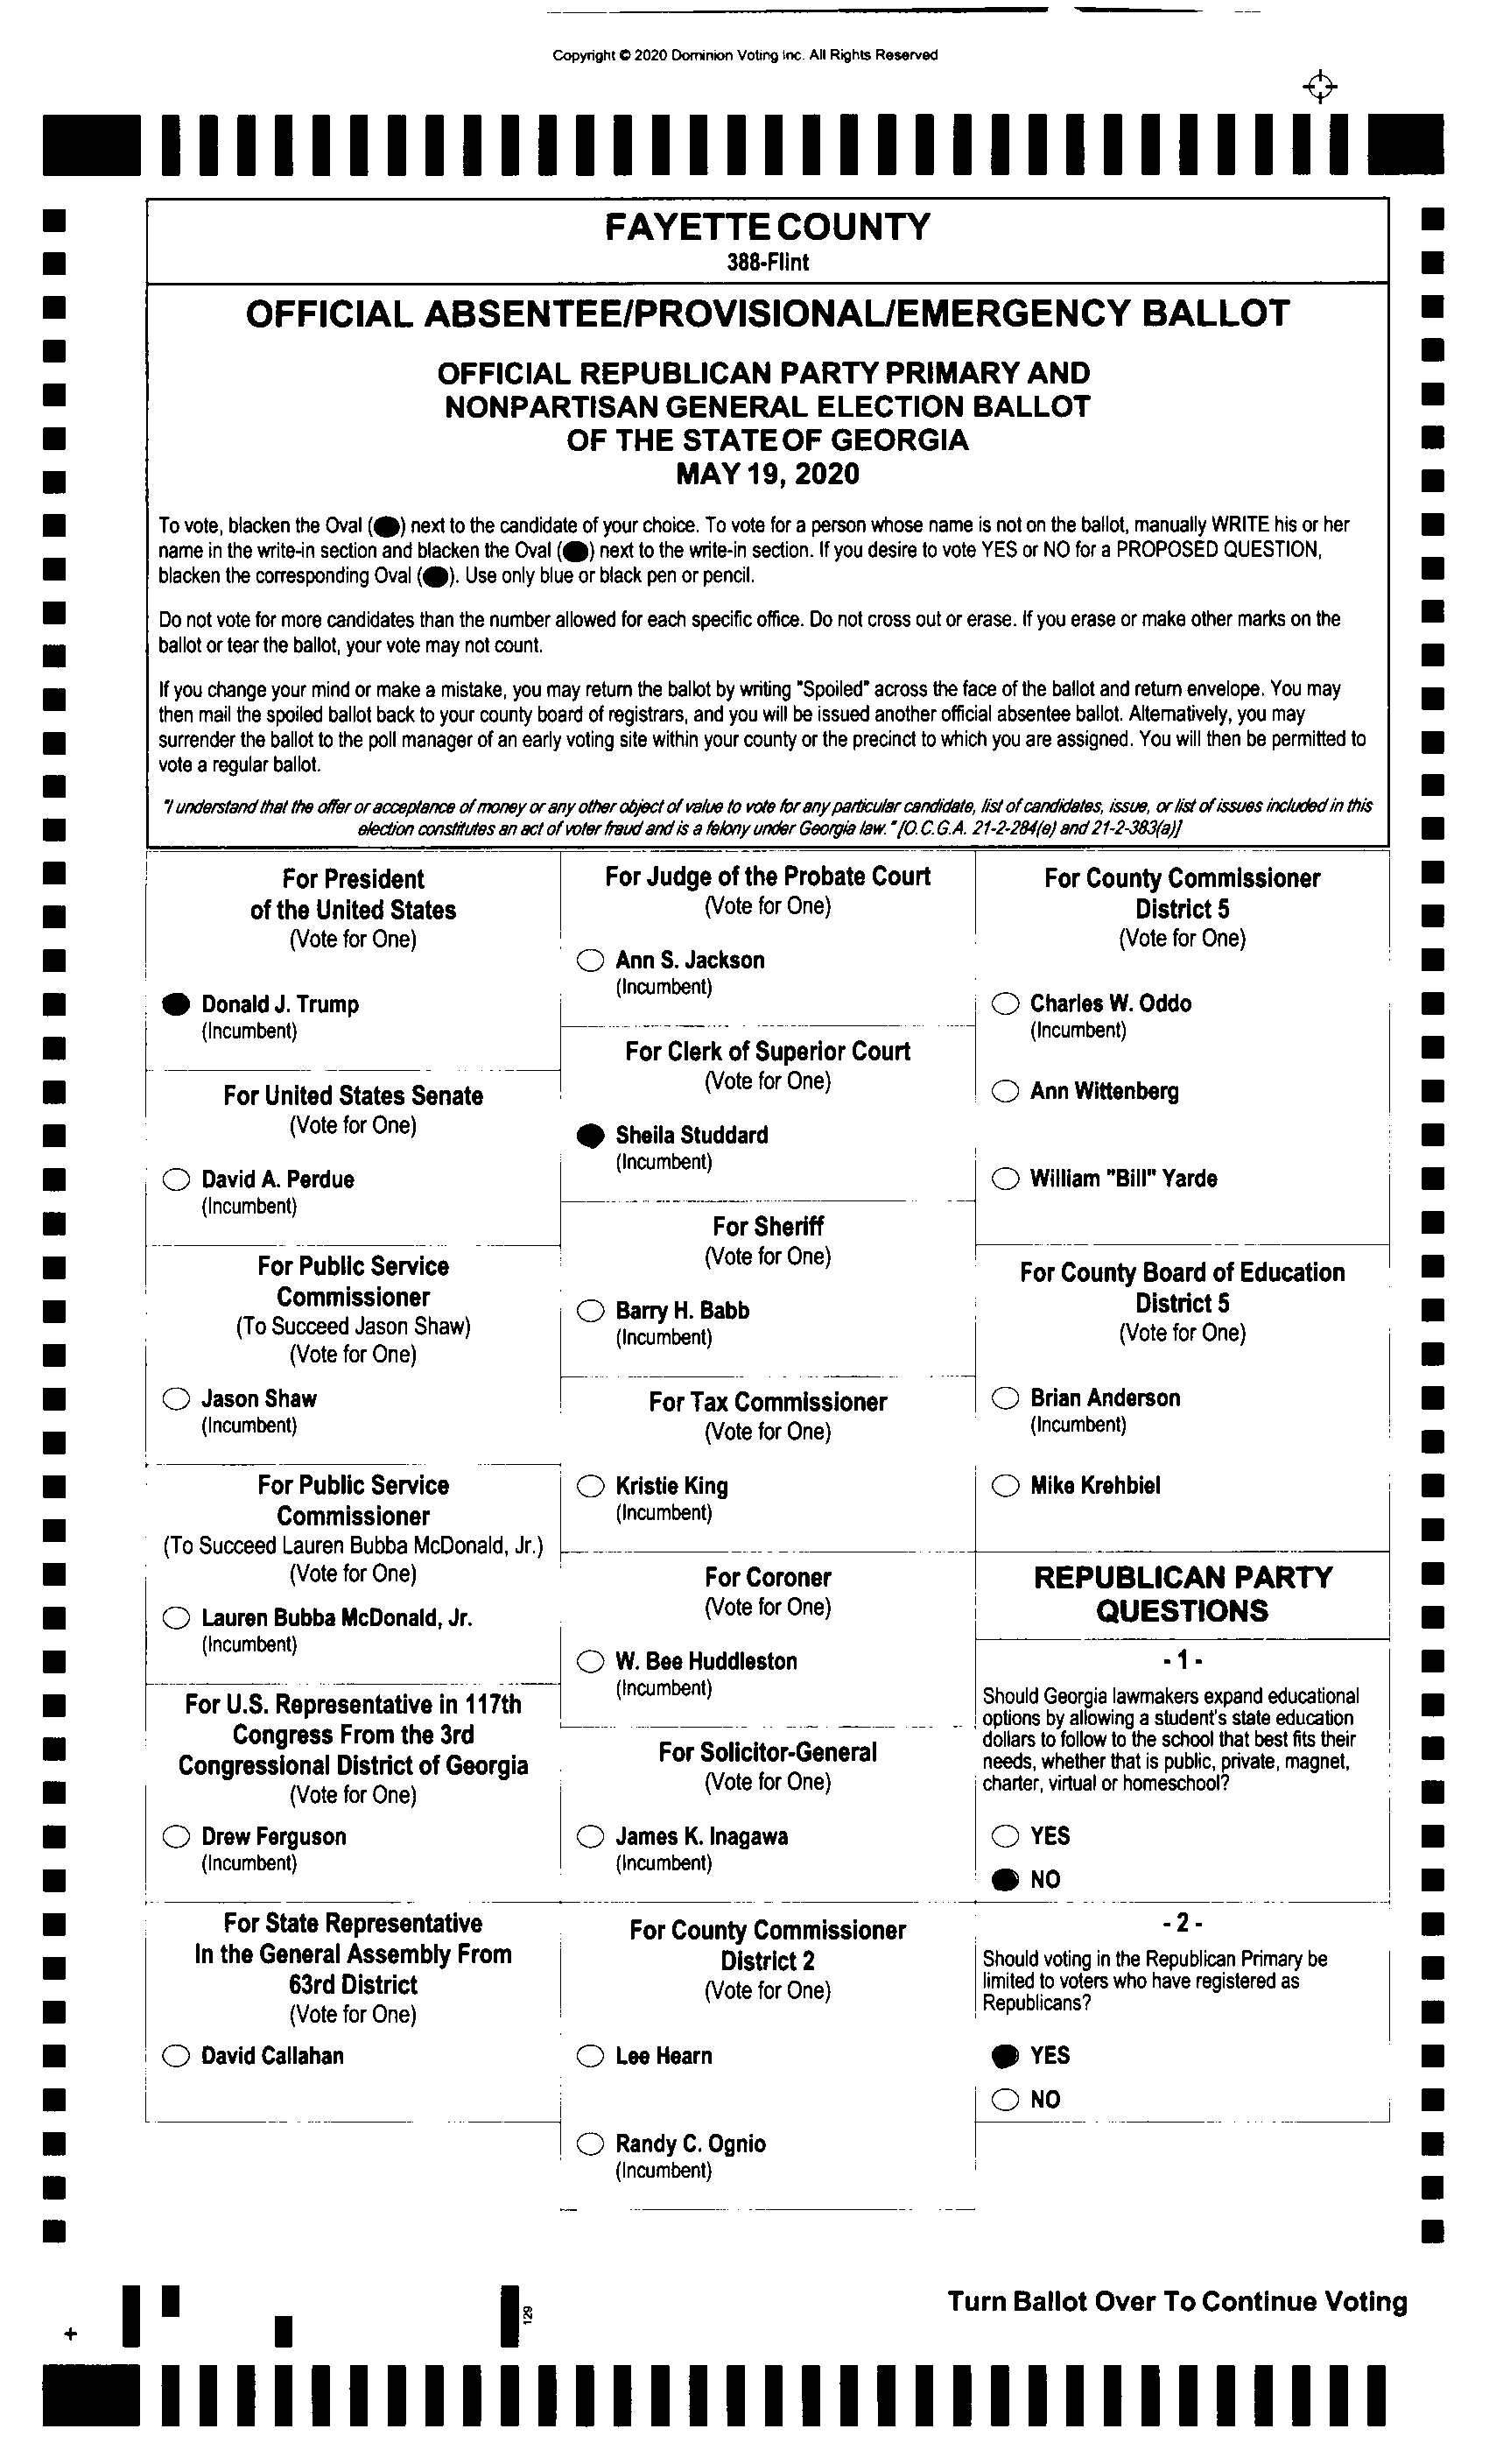 Copyright © 2020 Dominion Voting Inc. All Rights Reserved
FAYETTE COUNTY
388-Flint
OFFICIAL ABSENTEE/PROVISIONAL/EMERGENCY BALLOT
OFFICIAL REPUBLICAN PARTY PRIMARY AND
NONPARTISAN GENERAL ELECTION BALLOT
OF THE STATE OF GEORGIA
MAY 19, 2020
To vote, blacken the Oval ( ) next to the candidate of your choice. To vote for a person whose name is not on the ballot, manually WRITE his or her
name in the write-in section and blacken the Oval ( ) next to the write-in section. If you desire to vote YES or NO for a PROPOSED QUESTION,
blacken the corresponding Oval ( ). Use only blue or black pen or pencil.
Do not vote for more candidates than the number allowed for each specific office. Do not cross out or erase. If you erase or make other marks on the
ballot or tear the ballot, your vote may not count.
If you change your mind or make a mistake, you may return the ballot by writing "Spoiled" across the face of the ballot and return envelope. You may
then mail the spoiled ballot back to your county board of registrars, and you will be issued another official absentee ballot. Alternatively, you may
surrender the ballot to the poll manager of an early voting site within your county or the precinct to which you are assigned. You will then be permitted to
vote a regular ballot.
"I understand that the offer or acceptance of money or any other object of value to vote for any particular candidate, list of candidates, issue, or list of issues included in this
election constitutes an act of voter fraud and is a felony under Georgia law." [O.C.G.A. 21-2-284(e) and 21-2-383(a)]
For President
of the United States
(Vote for One)
Donald J. Trump
(Incumbent)
For United States Senate
(Vote for One)
David A. Perdue
(Incumbent)
For Public Service
Commissioner
(To Succeed Jason Shaw)
(Vote for One)
Jason Shaw
(Incumbent)
For Public Service
Commissioner
(To Succeed Lauren Bubba McDonald, Jr.)
(Vote for One)
Lauren Bubba McDonald, Jr.
(Incumbent)
For U.S. Representative in 117th
Congress From the 3rd
Congressional District of Georgia
(Vote for One)
Drew Ferguson
(Incumbent)
For State Representative
In the General Assembly From
63rd District
(Vote for One)
David Callahan
For Judge of the Probate Court
(Vote for One)
Ann S. Jackson
(Incumbent)
For Clerk of Superior Court
(Vote for One)
Sheila Studdard
(Incumbent)
For Sheriff
(Vote for One)
Barry H. Babb
(Incumbent)
For Tax Commissioner
(Vote for One)
Kristie King
(Incumbent)
For Coroner
(Vote for One)
W. Bee Huddleston
(Incumbent)
For Solicitor-General
(Vote for One)
James K. Inagawa
(Incumbent)
For County Commissioner
District 2
(Vote for One)
Lee Hearn
Randy C. Ognio
(Incumbent)
For County Commissioner
District 5
(Vote for One)
Charles W. Oddo
(Incumbent)
Ann Wittenberg
William "Bill" Yarde
For County Board of Education
District 5
(Vote for One)
Brian Anderson
(Incumbent)
Mike Krehbiel
REPUBLICAN PARTY
QUESTIONS
- 1 -
Should Georgia lawmakers expand educational
options by allowing a student's state education
dollars to follow to the school that best fits their
needs, whether that is public, private, magnet,
charter, virtual or homeschool?
YES
NO
- 2 -
Should voting in the Republican Primary be
limited to voters who have registered as
Republicans?
YES
NO
Turn Ballot Over To Continue Voting
129